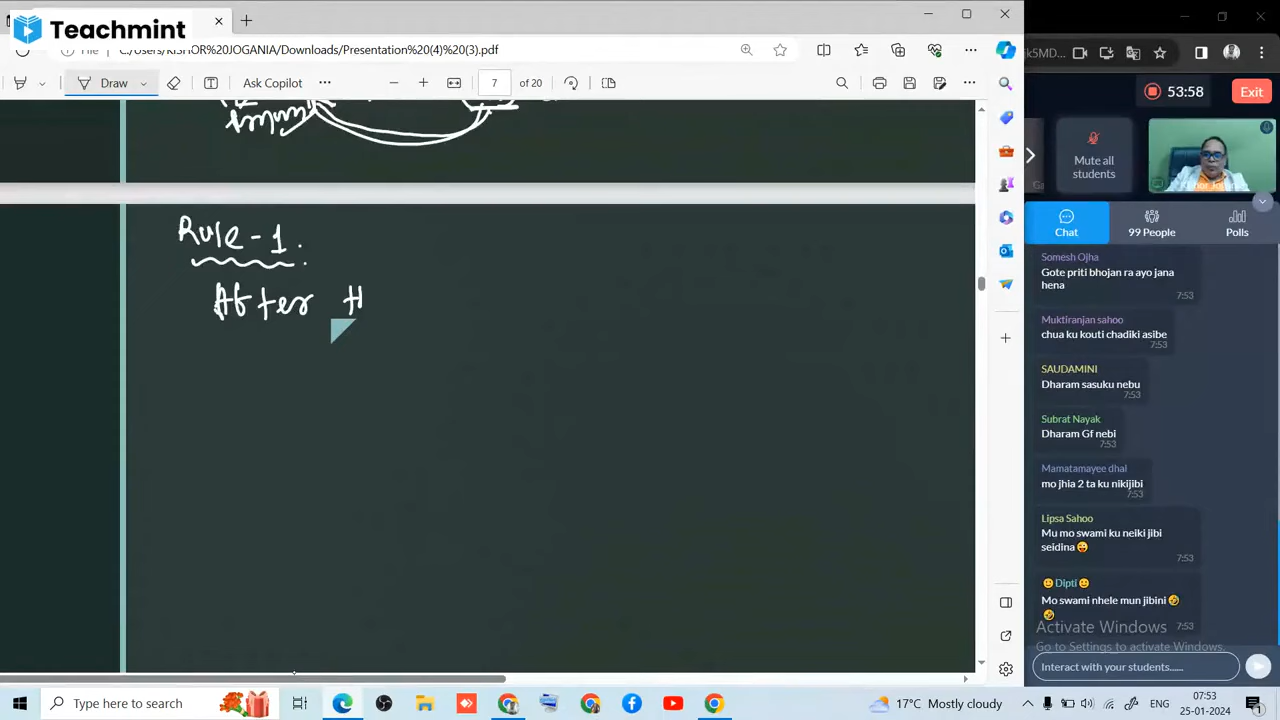 Teachmint
File
C:/Users/KISHOR%20JOGANIA/Downloads/Presentation%20(4)%20(3).pdf
Draw
Ask Copilot
7
of 20
Rule-1.
After
53:58
Exit
Mute all
students
Chat
99 People
Polls
Somesh Ojha
Gote priti bhojan ra ayo jana
hena
7:53
Muktiranjan sahoo
chua ku kouti chadiki asibe
7:53
SAUDAMINI
Dharam sasuku nebu
7:53
Subrat Nayak
Dharam Gf nebi
7:53
Mamatamayee dhal
mo jhia 2 ta ku nikijibi
7:53
Lipsa Sahoo
Mu mo swami ku neiki jibi
seidina 😜
7:53
😊Dipti😊
Mo swami nhele mun jibini 🤣
🤣
7:53
Activate Windows
Go to Settings to activate Windows.
Interact with your students......
Type here to search
17°C Mostly cloudy
ENG
07:53
25-01-2024
1